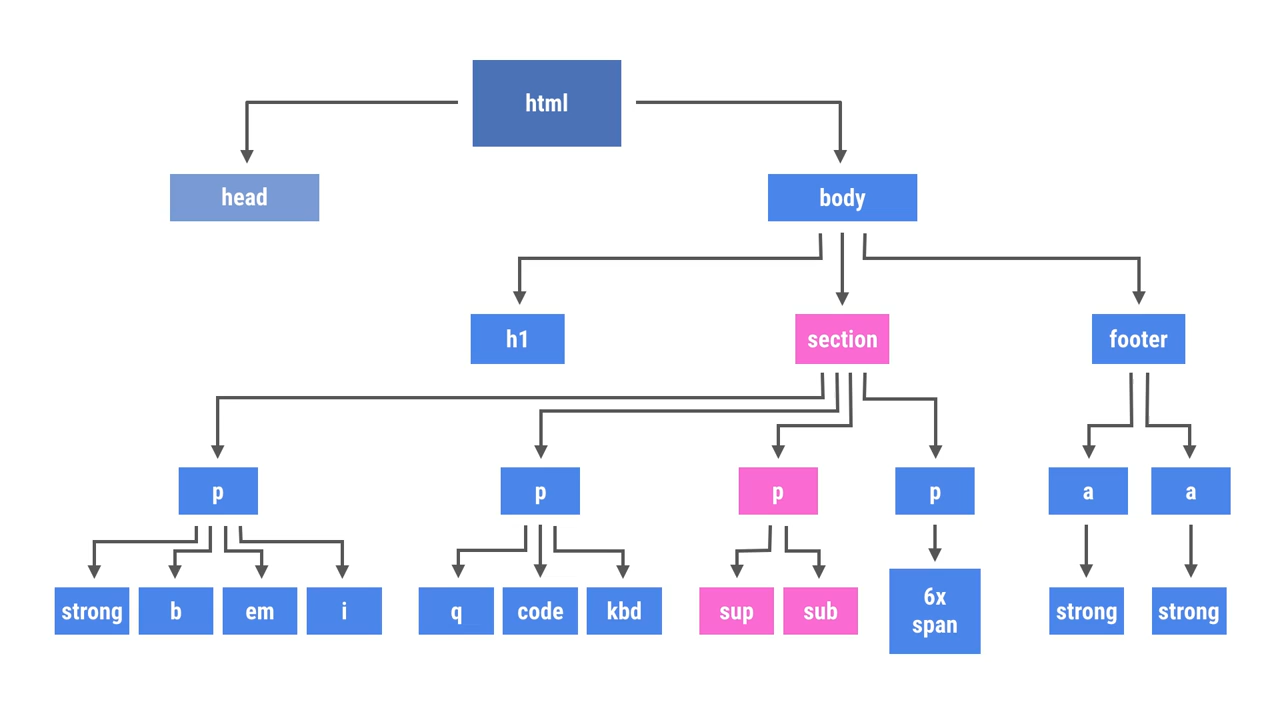 html
head
body
h1
section
footer
p
p
p
p
a
a
strong
b
em
i
q
code
kbd
sup
sub
6x
span
strong
strong